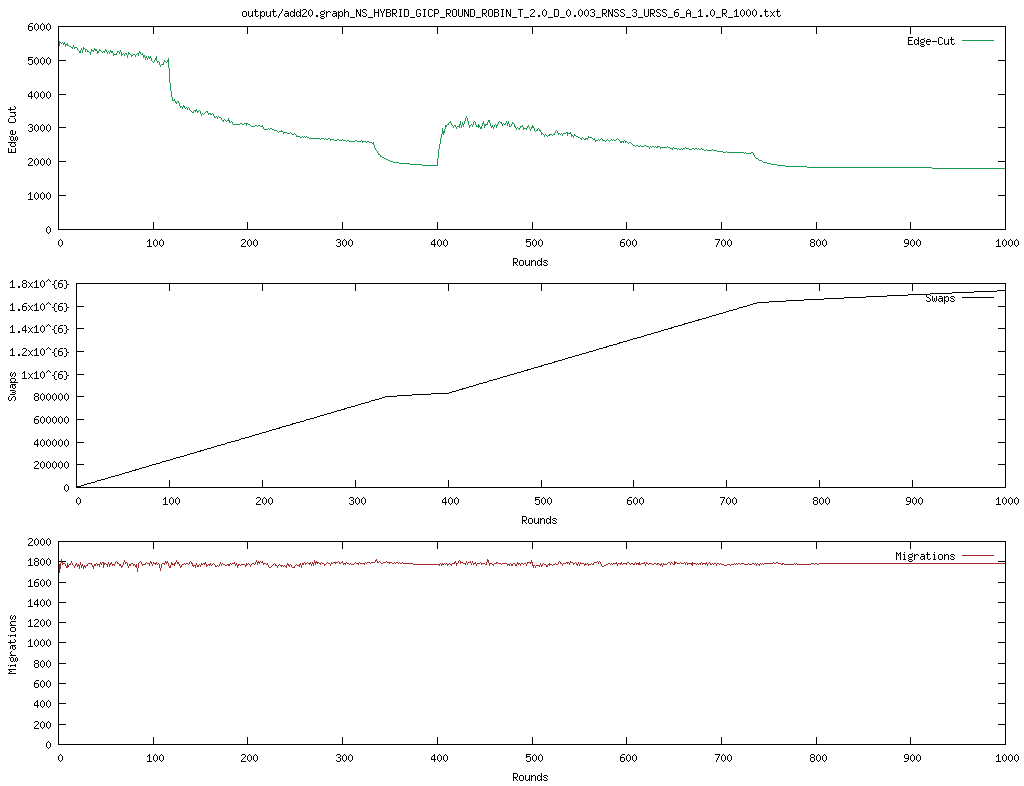 output/add20.graph_NS_HYBRID_GICP_ROUND_ROBIN_T_2.0_D_0.003_RNSS_3_URSS_6_A_1.0_R_1000.txt
6000
5000
4000
3000
2000
1000
0
Edge Cut
Edge-Cut
0 100 200 300 400 500 600 700 800 900 1000
Rounds
1.8x10^{6}
1.6x10^{6}
1.4x10^{6}
1.2x10^{6}
1x10^{6}
800000
600000
400000
200000
0
Swaps
Swaps
0 100 200 300 400 500 600 700 800 900 1000
Rounds
2000
1800
1600
1400
1200
1000
800
600
400
200
0
Migrations
Migrations
0 100 200 300 400 500 600 700 800 900 1000
Rounds